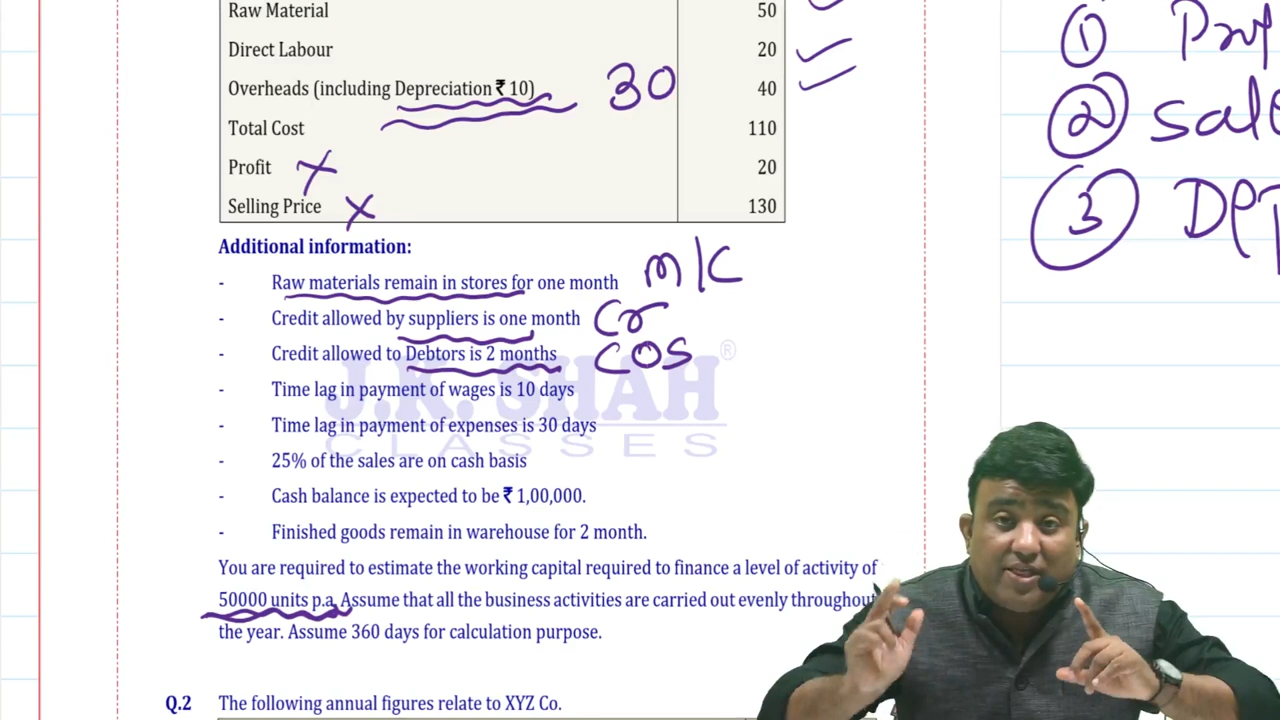 Raw Material 50
Direct Labour 20
Overheads (including Depreciation ₹ 10) 30 40
Total Cost 110
Profit 20
Selling Price 130
Additional information:
- Raw materials remain in stores for one month M/C
- Credit allowed by suppliers is one month Cr
- Credit allowed to Debtors is 2 months COS
- Time lag in payment of wages is 10 days
- Time lag in payment of expenses is 30 days
- 25% of the sales are on cash basis
- Cash balance is expected to be ₹ 1,00,000.
- Finished goods remain in warehouse for 2 month.
You are required to estimate the working capital required to finance a level of activity of
50000 units p.a. Assume that all the business activities are carried out evenly throughout
the year. Assume 360 days for calculation purpose.
Q.2 The following annual figures relate to XYZ Co.
J.K. SHAH ®
CLASSES
1
2
3